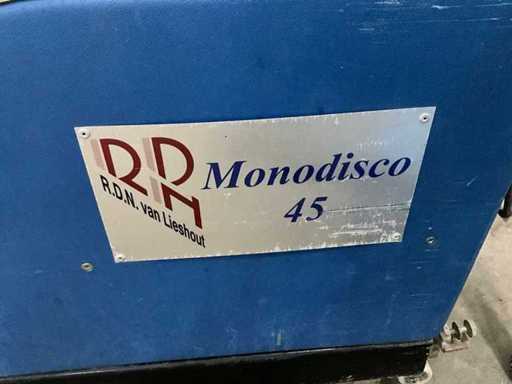 RDN
R.D.N. van Lieshout
Monodisco
45